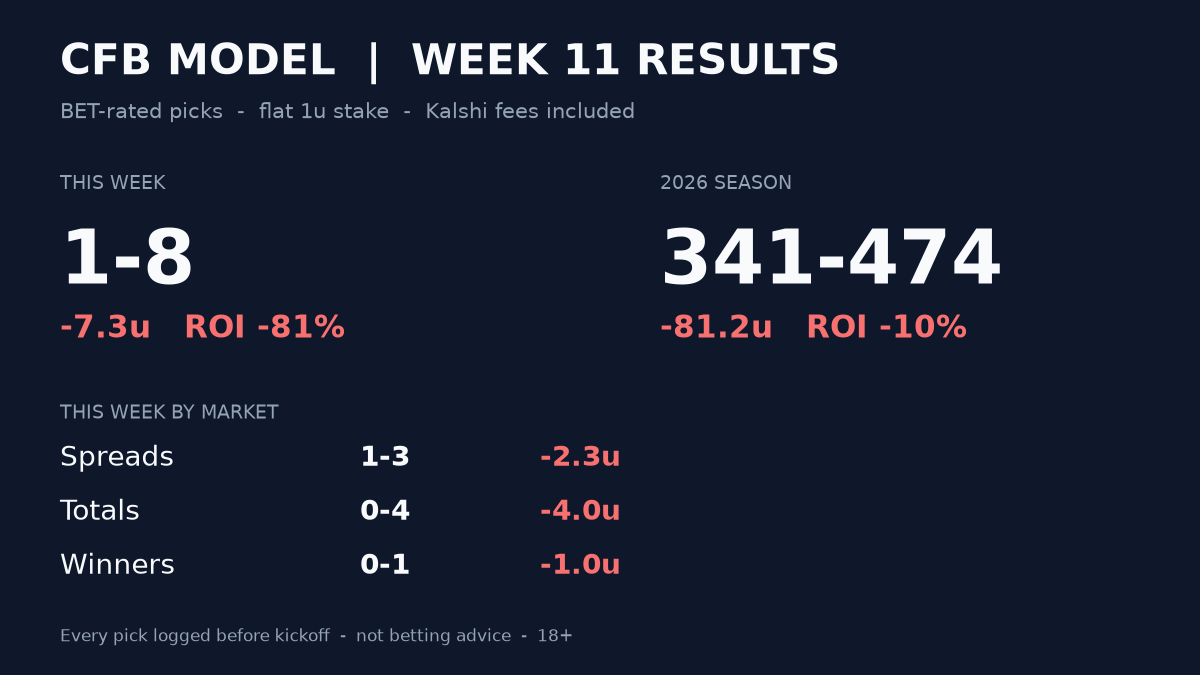 CFB MODEL | WEEK 11 RESULTS
BET-rated picks - flat 1u stake - Kalshi fees included
THIS WEEK
1-8
-7.3u ROI -81%
2026 SEASON
341-474
-81.2u ROI -10%
THIS WEEK BY MARKET
Spreads 1-3 -2.3u
Totals 0-4 -4.0u
Winners 0-1 -1.0u
Every pick logged before kickoff - not betting advice - 18+